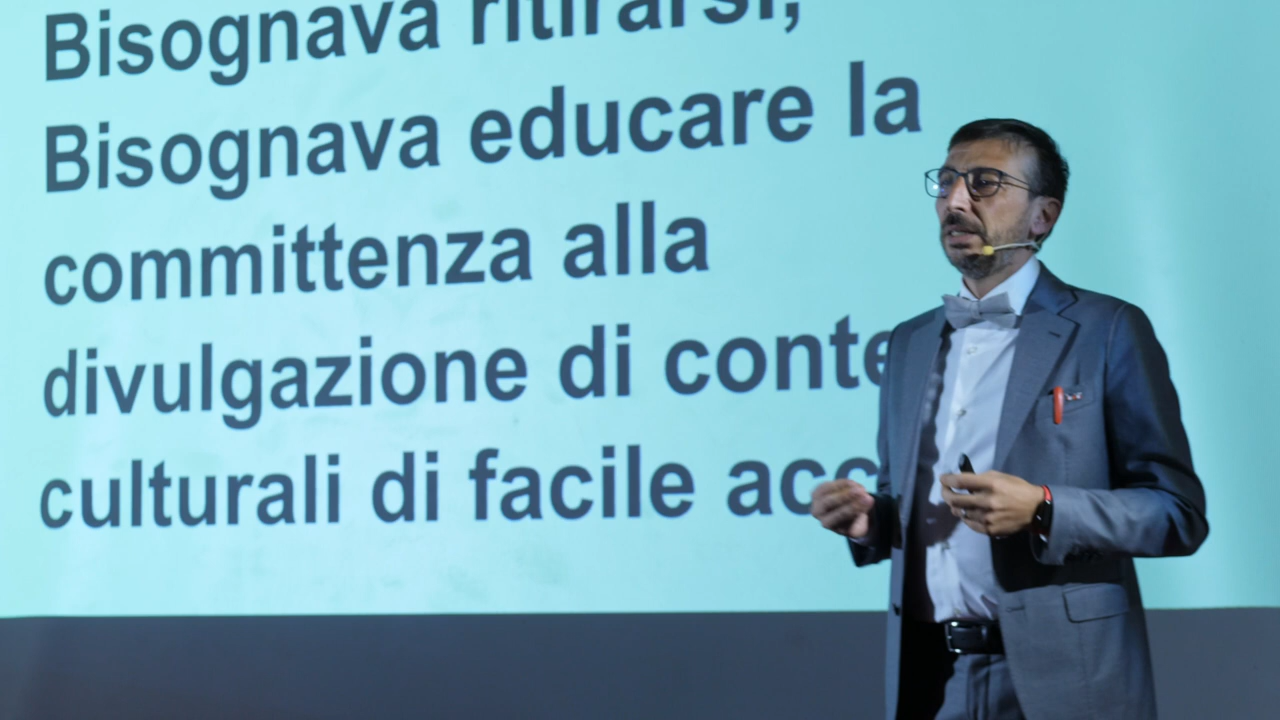 Bisognava ritirarsi,
Bisognava educare la
committenza alla
divulgazione di conte
culturali di facile acc